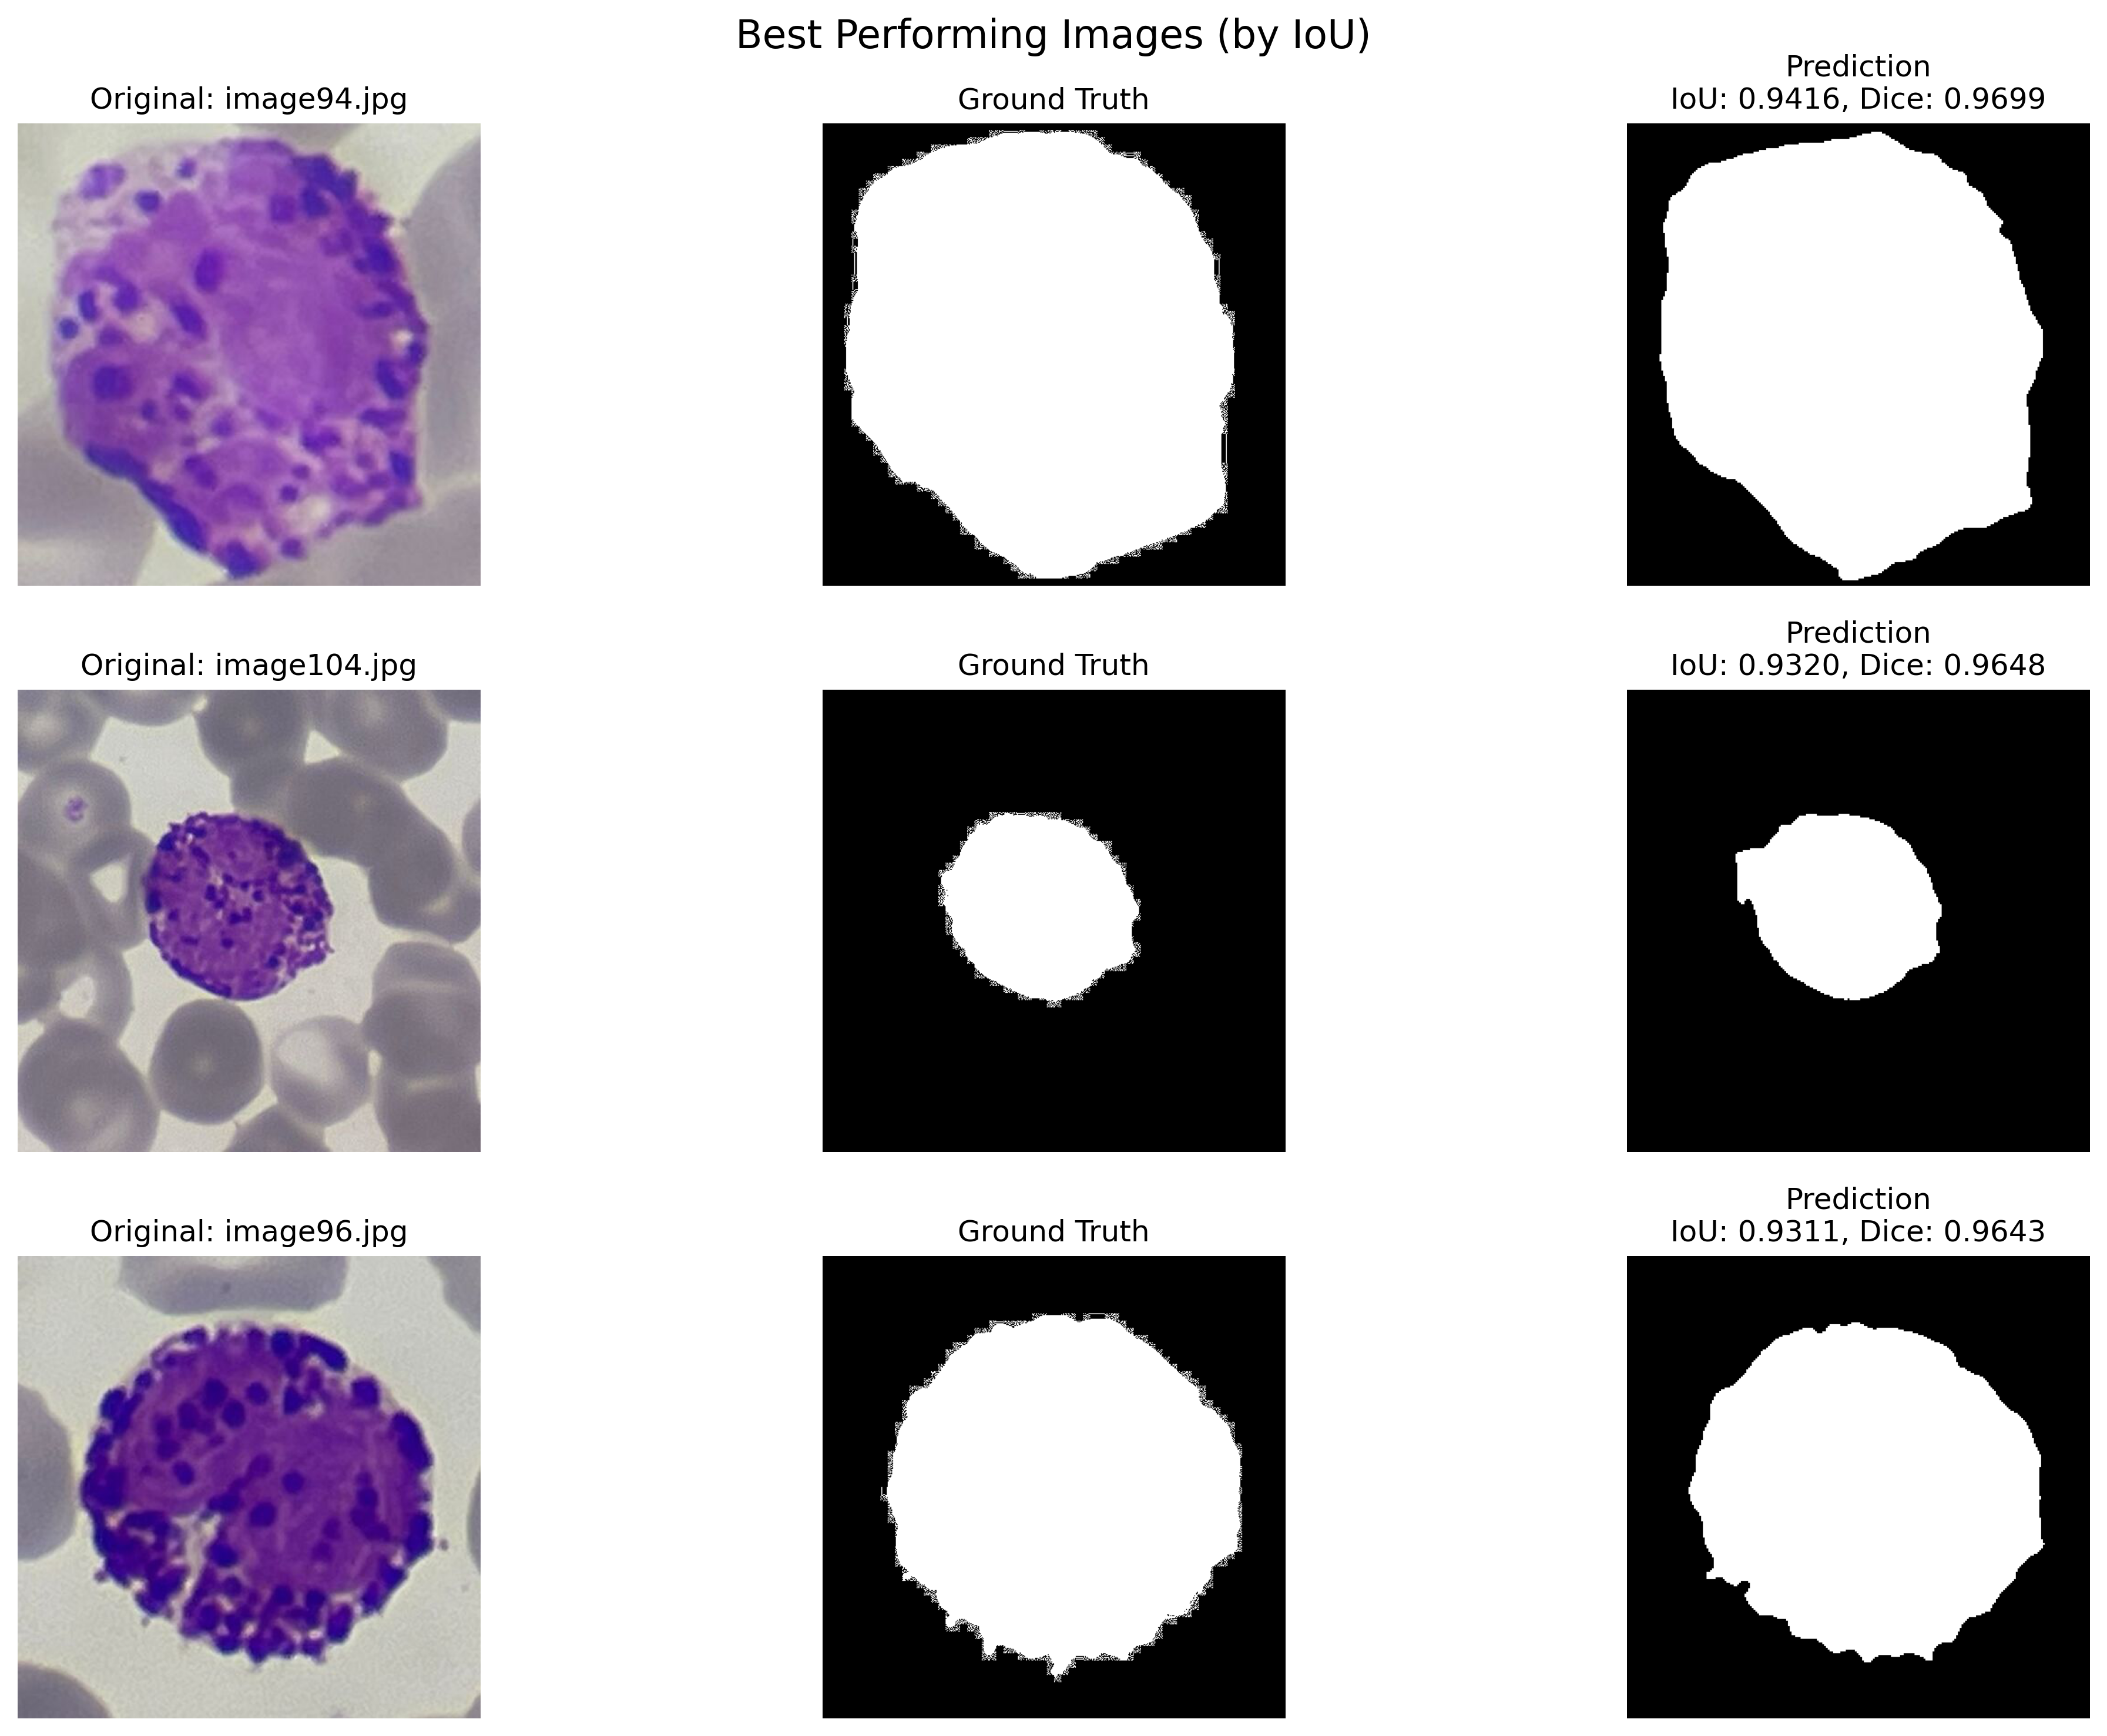 Best Performing Images (by IoU)
Original: image94.jpg
Ground Truth
Prediction
IoU: 0.9416, Dice: 0.9699
Original: image104.jpg
Ground Truth
Prediction
IoU: 0.9320, Dice: 0.9648
Original: image96.jpg
Ground Truth
Prediction
IoU: 0.9311, Dice: 0.9643